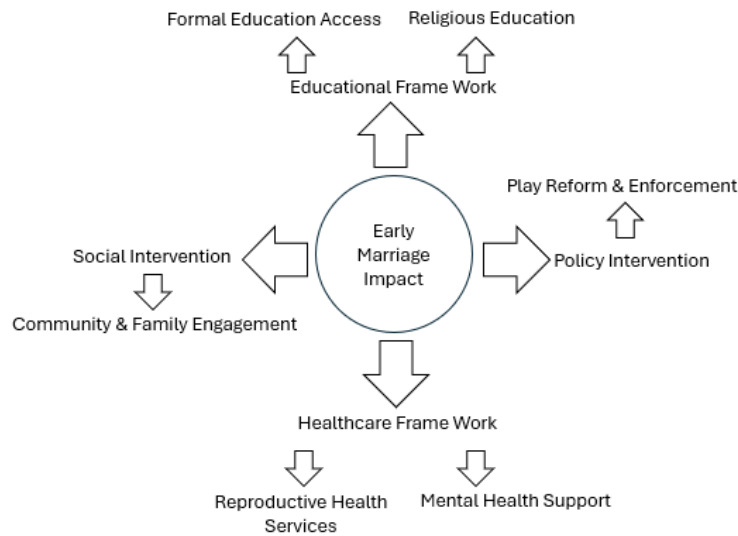 Formal Education Access
Religious Education
Educational Frame Work
Play Reform & Enforcement
Early
Marriage
Impact
Social Intervention
Policy Intervention
Community & Family Engagement
Healthcare Frame Work
Reproductive Health
Services
Mental Health Support